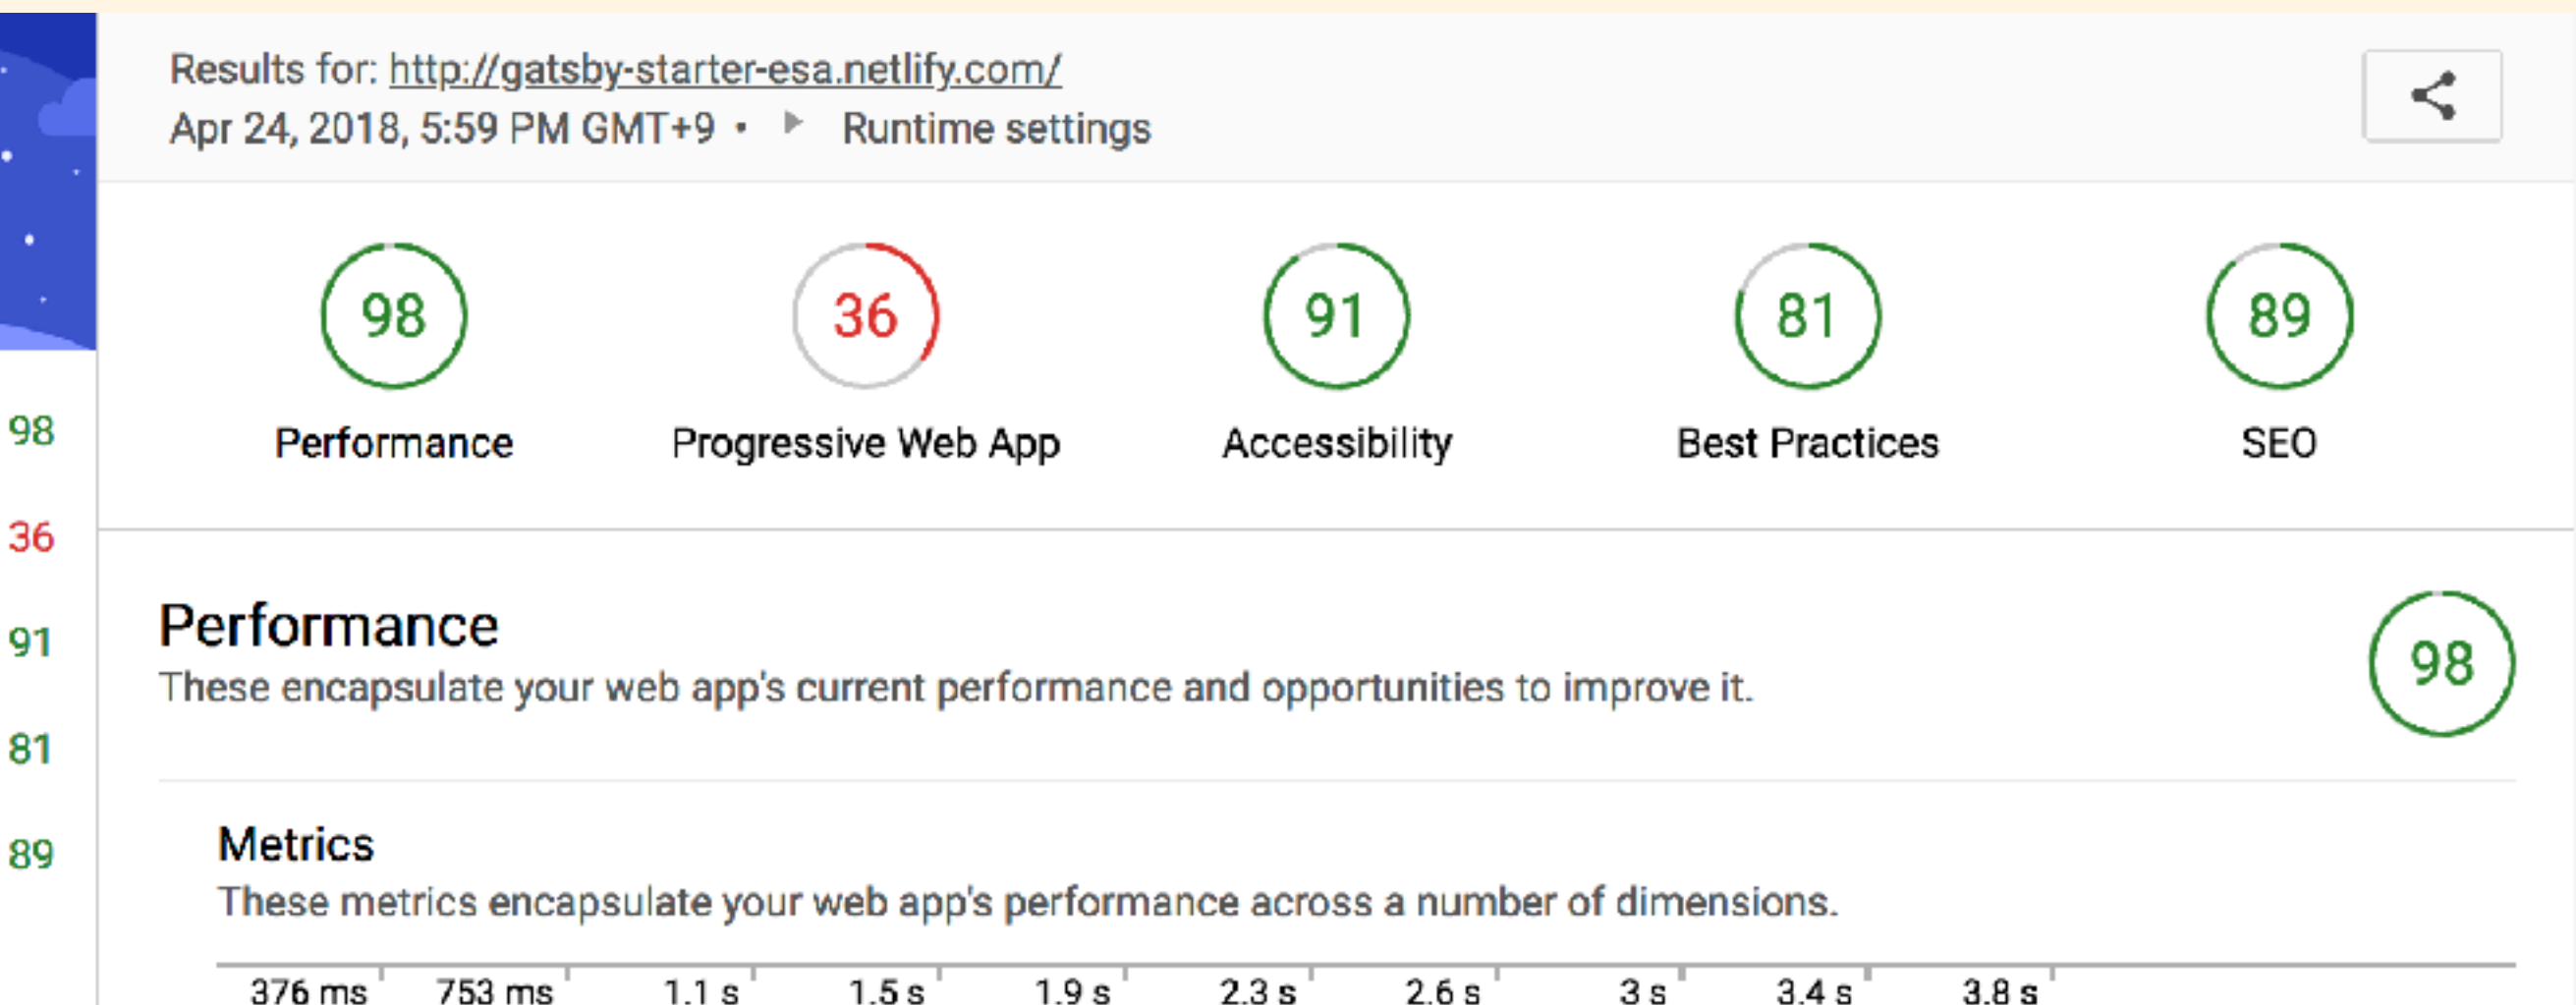 Results for: http://gatsby-starter-esa.netlify.com/
Apr 24, 2018, 5:59 PM GMT+9 • ▶ Runtime settings
98 36 91 81 89
Performance Progressive Web App Accessibility Best Practices SEO
98
36
91
81
89
Performance
These encapsulate your web app's current performance and opportunities to improve it.
98
Metrics
These metrics encapsulate your web app's performance across a number of dimensions.
376 ms 753 ms 1.1 s 1.5 s 1.9 s 2.3 s 2.6 s 3 s 3.4 s 3.8 s